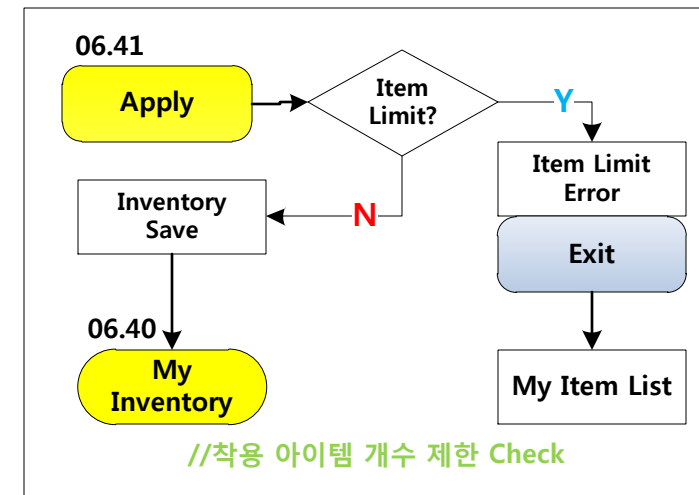 06.41
Apply
Item
Limit?
Y
Item Limit
Error
Inventory
Save
N
Exit
06.40
My
Inventory
My Item List
//착용 아이템 개수 제한 Check